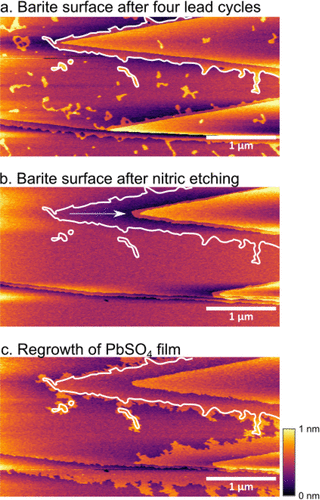 a. Barite surface after four lead cycles
1 µm
b. Barite surface after nitric etching
1 µm
c. Regrowth of PbSO₄ film
1 µm
1 nm
0 nm